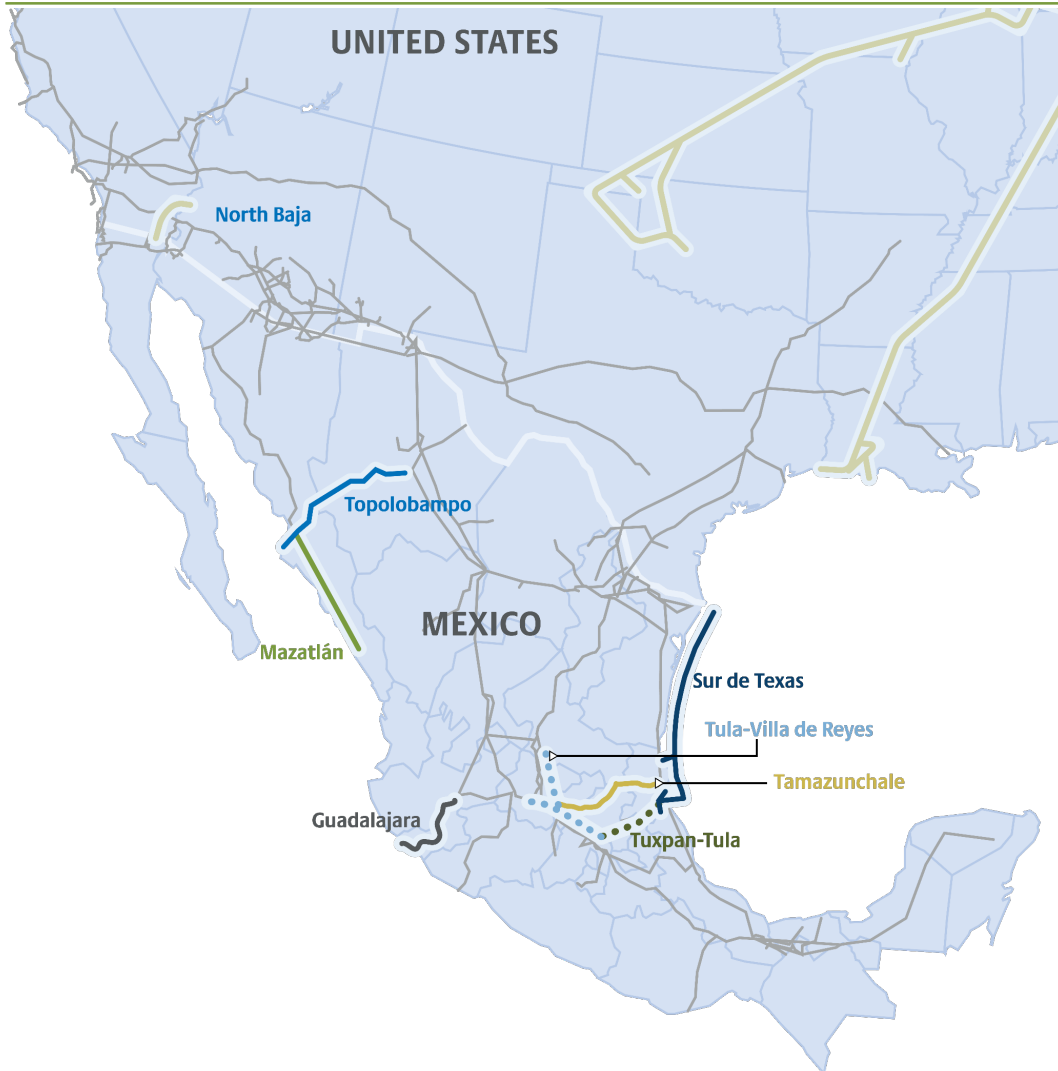 UNITED STATES
North Baja
Topolobampo
MEXICO
Mazatlán
Sur de Texas
Tula-Villa de Reyes
Tamazunchale
Guadalajara
Tuxpan-Tula